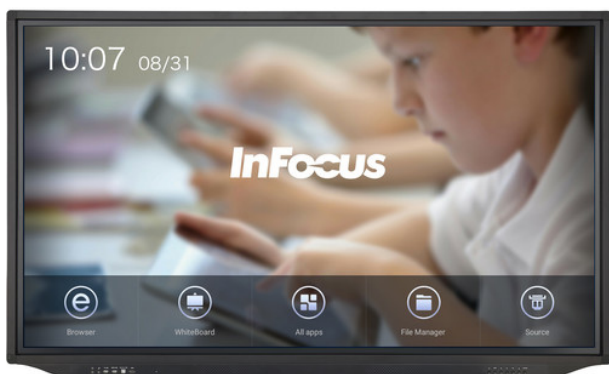 10:07 08/31
InFocus
Browser
WhiteBoard
All apps
File Manager
Source